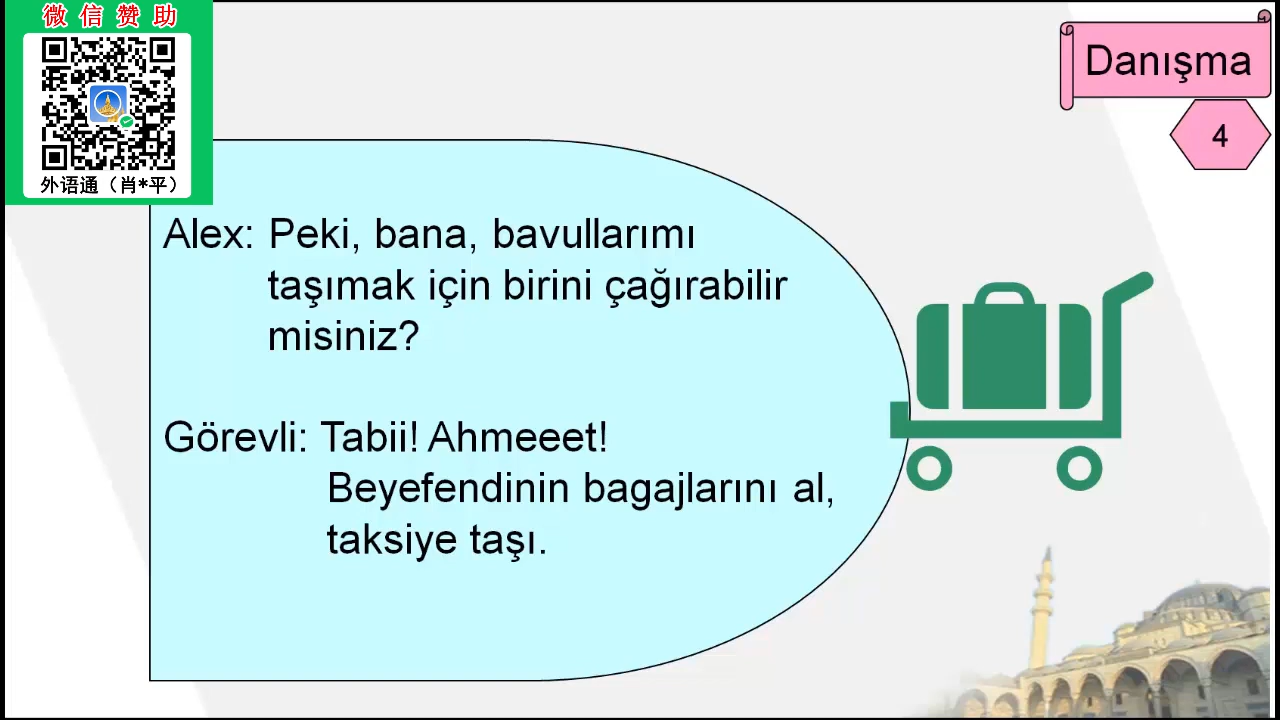 微信赞助
外语通（肖*平）
Danışma
4
Alex: Peki, bana, bavullarımı
taşımak için birini çağırabilir
misiniz?
Görevli: Tabii! Ahmeeet!
Beyefendinin bagajlarını al,
taksiye taşı.